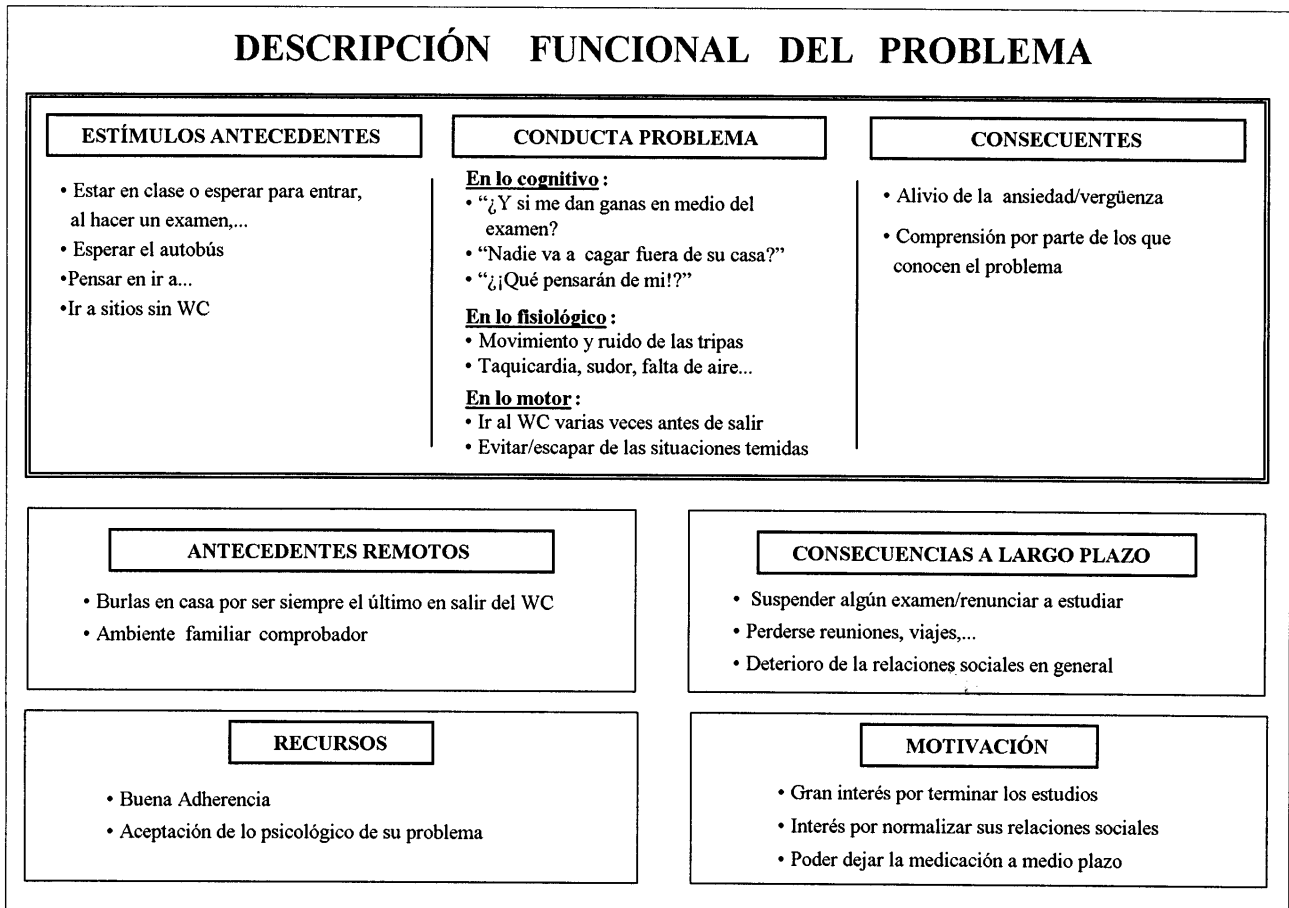 DESCRIPCIÓN FUNCIONAL DEL PROBLEMA
ESTÍMULOS ANTECEDENTES
• Estar en clase o esperar para entrar,
al hacer un examen,...
• Esperar el autobús
•Pensar en ir a...
•Ir a sitios sin WC
CONDUCTA PROBLEMA
En lo cognitivo :
• “¿Y si me dan ganas en medio del
examen?
• “Nadie va a cagar fuera de su casa?”
• “¿¡Qué pensarán de mi!?”
En lo fisiológico :
• Movimiento y ruido de las tripas
• Taquicardia, sudor, falta de aire...
En lo motor :
• Ir al WC varias veces antes de salir
• Evitar/escapar de las situaciones temidas
CONSECUENTES
• Alivio de la ansiedad/vergüenza
• Comprensión por parte de los que
conocen el problema
ANTECEDENTES REMOTOS
• Burlas en casa por ser siempre el último en salir del WC
• Ambiente familiar comprobador
CONSECUENCIAS A LARGO PLAZO
• Suspender algún examen/renunciar a estudiar
• Perderse reuniones, viajes,...
• Deterioro de la relaciones sociales en general
RECURSOS
• Buena Adherencia
• Aceptación de lo psicológico de su problema
MOTIVACIÓN
• Gran interés por terminar los estudios
• Interés por normalizar sus relaciones sociales
• Poder dejar la medicación a medio plazo